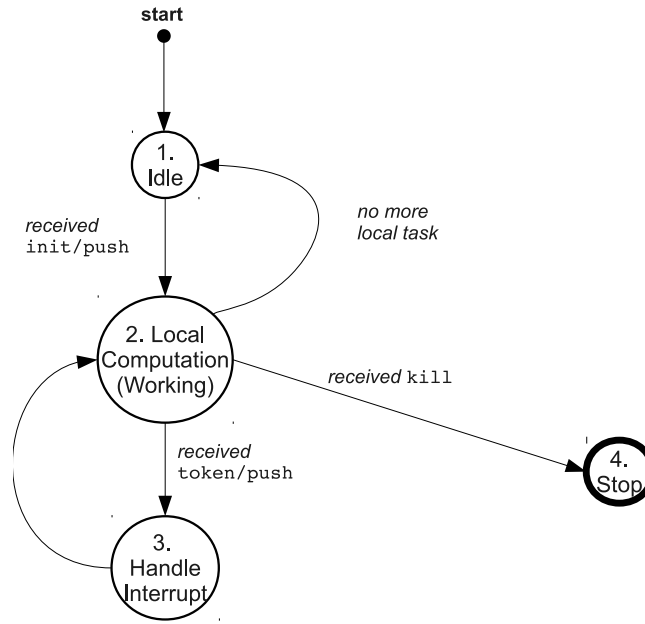 start
1.
Idle
received
init/push
no more
local task
2. Local
Computation
(Working)
received kill
received
token/push
4.
Stop
3.
Handle
Interrupt